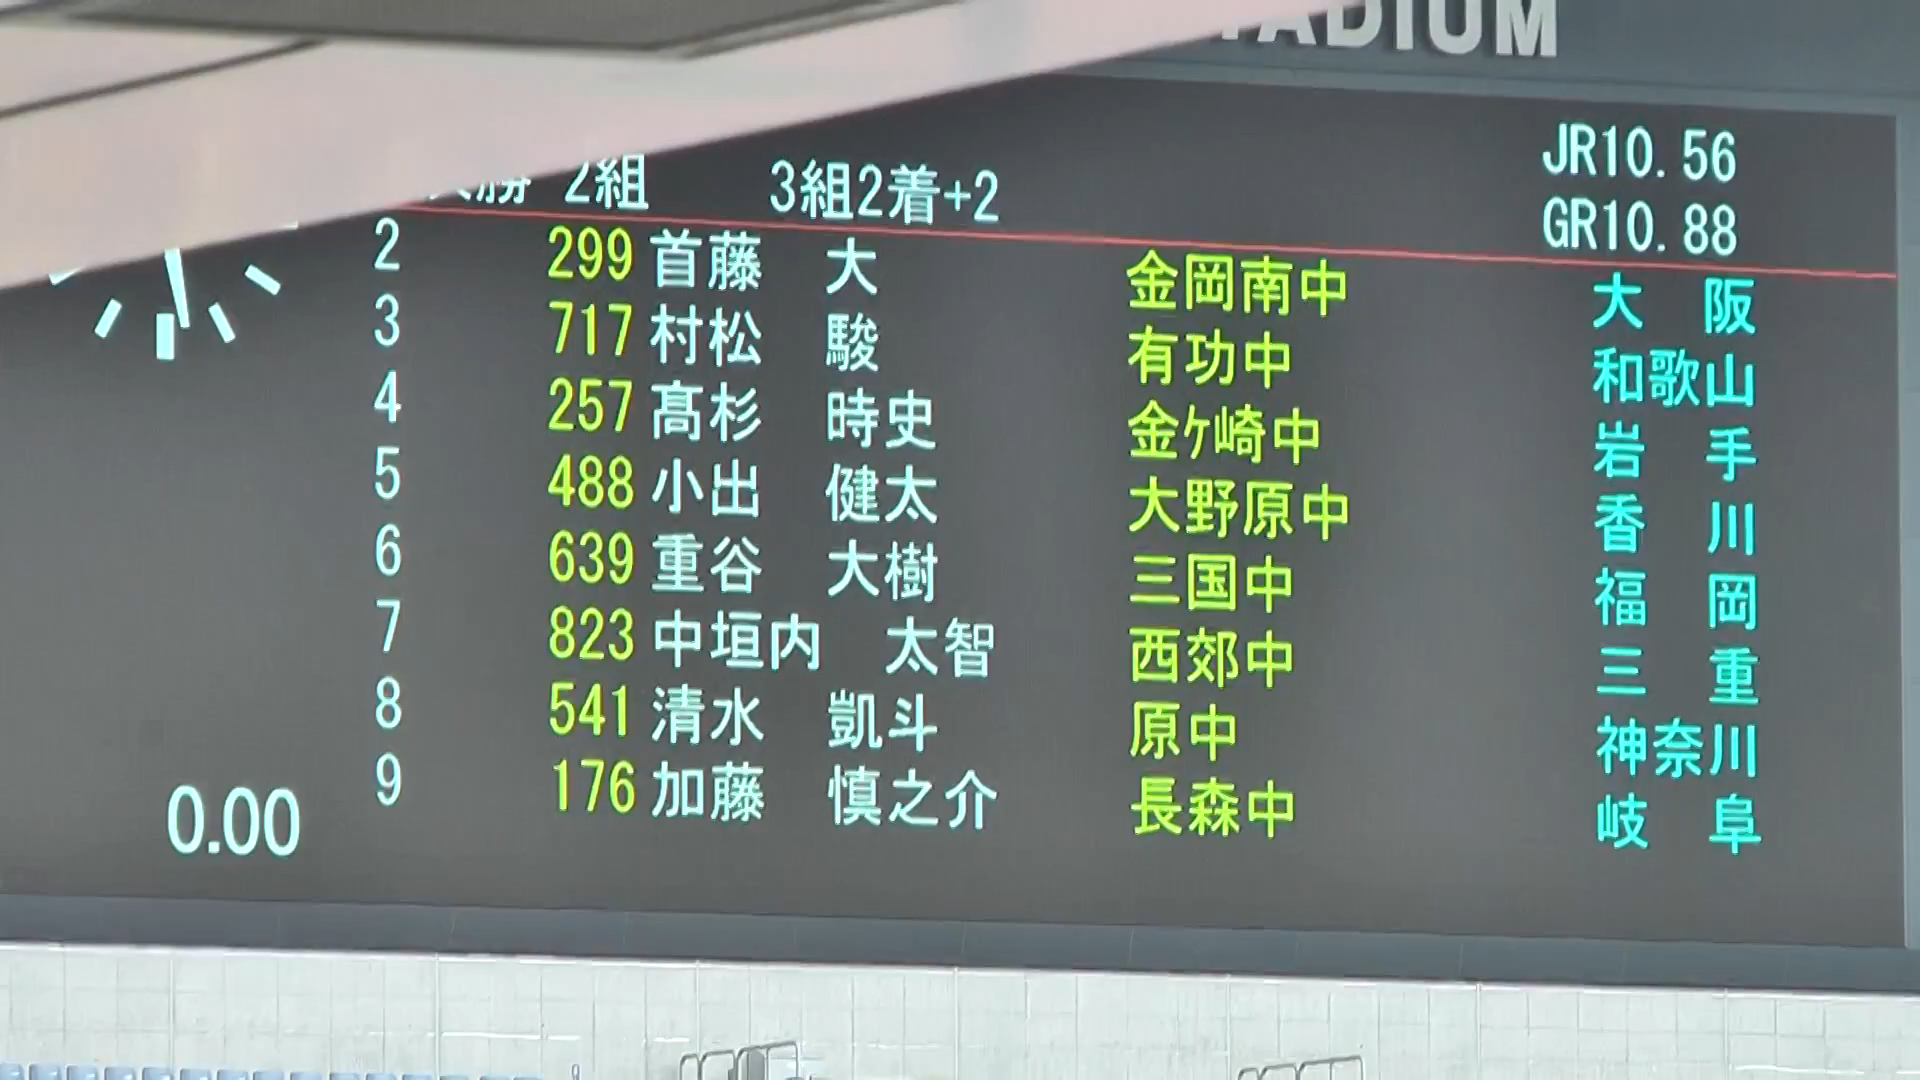 STADIUM
JR10.56
決勝 2組 3組2着+2
GR10.88
2 299 首藤 大 金岡南中 大阪
3 717 村松 駿 有功中 和歌山
4 257 髙杉 時史 金ケ崎中 岩手
5 488 小出 健太 大野原中 香川
6 639 重谷 大樹 三国中 福岡
7 823 中垣内 太智 西郊中 三重
8 541 清水 凱斗 原中 神奈川
9 176 加藤 慎之介 長森中 岐阜
0.00